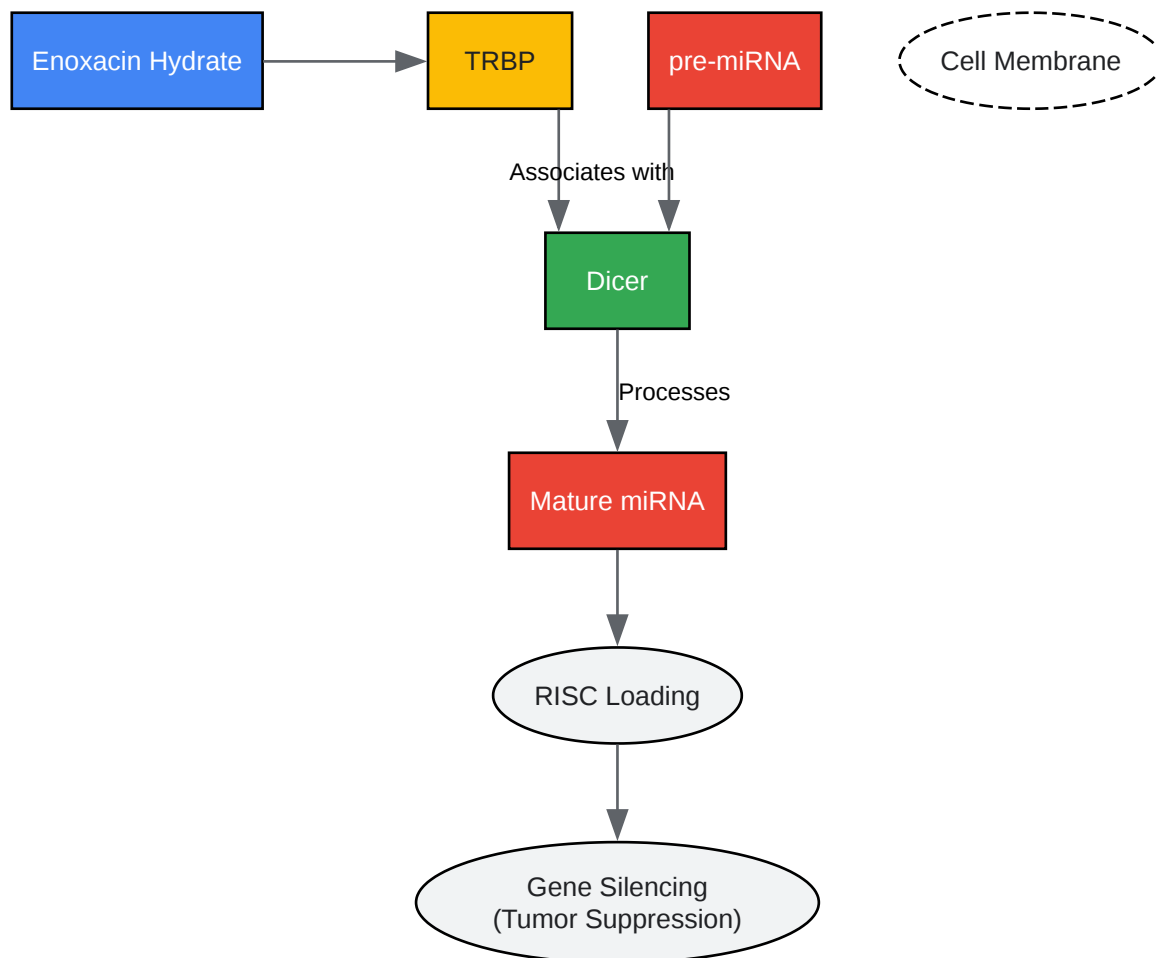 Enoxacin Hydrate
TRBP
pre-miRNA
Cell Membrane
Associates with
Dicer
Processes
Mature miRNA
RISC Loading
Gene Silencing
(Tumor Suppression)